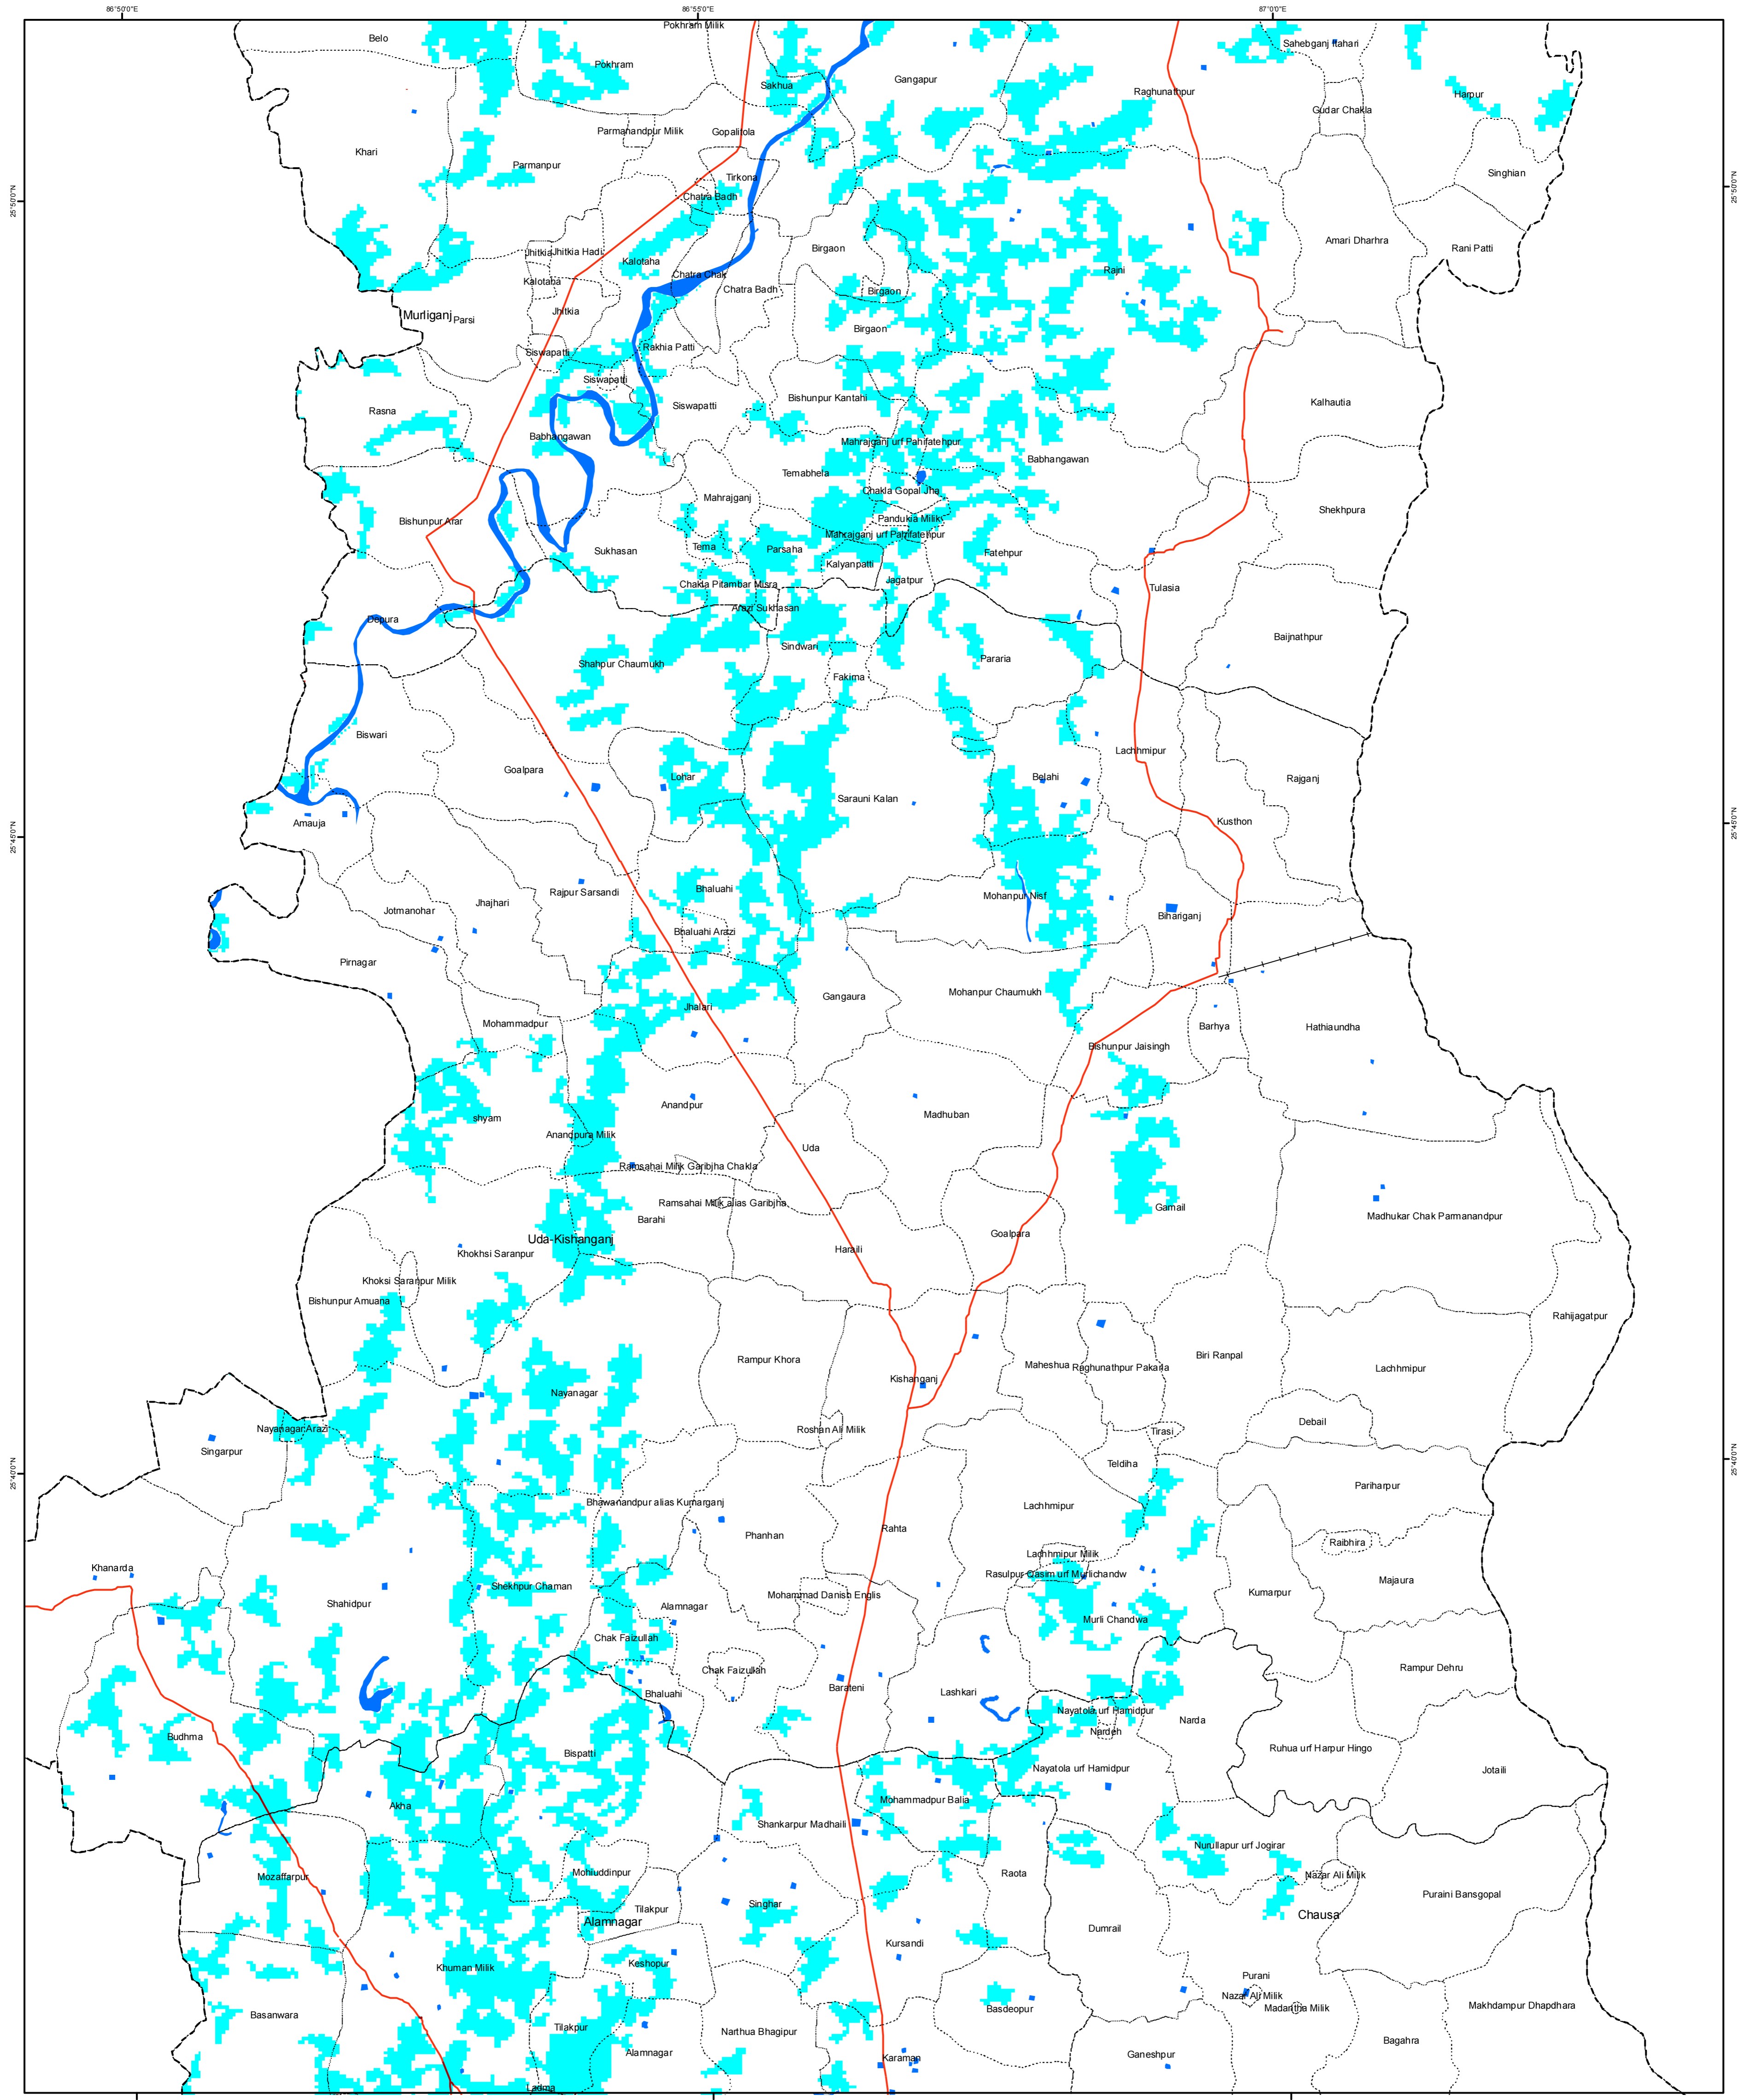 86°50'0"E
86°55'0"E
87°0'0"E
Pokhram Milik
Belo
Sahebganj Itahari
Pokhram
Gangapur
Sakhua
Raghunathpur
Harpur
Gudar Chakla
Parmanandpur Milik
Gopalitola
Khari
Parmanpur
Singhian
Tirkona
25°50'0"N
25°50'0"N
Chatra Badh
Amari Dharhra
Birgaon
Rani Patti
Jhitkia
Jhitkia Hadi
Kalotaha
Rajni
Chatra Chak
Kalotaha
Chatra Badh
Birgaon
Jhitkia
Murliganj
Parsi
Birgaon
Rakhia Patti
Siswapatti
Siswapatti
Bishunpur Kantahi
Kalhautia
Siswapatti
Rasna
Babhangawan
Mahrajganj urf Pahifatehpur
Babhangawan
Temabhela
Chakla Gopal Jha
Mahrajganj
Shekhpura
Bishunpur Arar
Pandukia Milik
Mahrajganj urf Pahifatehpur
Tema
Parsaha
Sukhasan
Fatehpur
Kalyanpatti
Jagatpur
Chakla Pitambar Misra
Tulasia
Arazi Sukhasan
Depura
Baijnathpur
Sindwari
Pararia
Shahpur Chaumukh
Fakirna
Biswari
Lachhmipur
Goalpara
Lohar
Belahi
Rajganj
Sarauni Kalan
Amauja
Kusthon
25°45'0"N
25°45'0"N
Bhaluahi
Rajpur Sarsandi
Mohanpur Nisf
Jhajhari
Jotmanohar
Bihariganj
Bhaluahi Arazi
Pirnagar
Mohanpur Chaumukh
Gangaura
Jhalari
Mohammadpur
Barhya
Hathiaundha
Bishunpur Jaisingh
Anandpur
Madhuban
shyam
Anandpura Milik
Uda
Ramsahai Milik Garibjha Chakla
Ramsahai Milik alias Garibjha
Gamail
Madhukar Chak Parmanandpur
Barahi
Goalpara
Uda-Kishanganj
Haraili
Khokhsi Saranpur
Khoksi Saranpur Milik
Bishunpur Amuana
Rahijagatpur
Rampur Khora
Biri Ranpal
Maheshua
Raghunathpur Pakaria
Lachhmipur
Kishanganj
Nayanagar
Debail
Nayanagar Arazi
Roshan Ali Milik
Tirasi
Singarpur
Teldiha
25°40'0"N
25°40'0"N
Pariharpur
Bhawanandpur alias Kumarganj
Lachhmipur
Phanhan
Rahta
Raibhira
Lachhmipur Milik
Khanarda
Rasulpur Casim urf Murlichandw
Majaura
Shekhpur Chaman
Kumarpur
Mohammad Danish Englis
Shahidpur
Alamnagar
Murli Chandwa
Chak Faizullah
Chak Faizullah
Rampur Dehru
Barateni
Bhaluahi
Lashkari
Nayatola urf Hamidpur
Narda
Nardeh
Budhma
Ruhua urf Harpur Hingo
Bispatti
Nayatola urf Hamidpur
Jotaili
Mohammadpur Balia
Akha
Shankarpur Madhaili
Nurullapur urf Jogirar
Mohiuddinpur
Raota
Mozaffarpur
Nazar Ali Milik
Puraini Bansgopal
Singhar
Tilakpur
Alamnagar
Chausa
Dumrail
Kursandi
Keshopur
Khuman Milik
Purani
Nazar Ali Milik
Basdeopur
Madantha Milik
Makhdampur Dhapdhara
Basanwara
Tilakpur
Narthua Bhagipur
Bagahra
Alamnagar
Ganeshpur
Karaman
Ladma